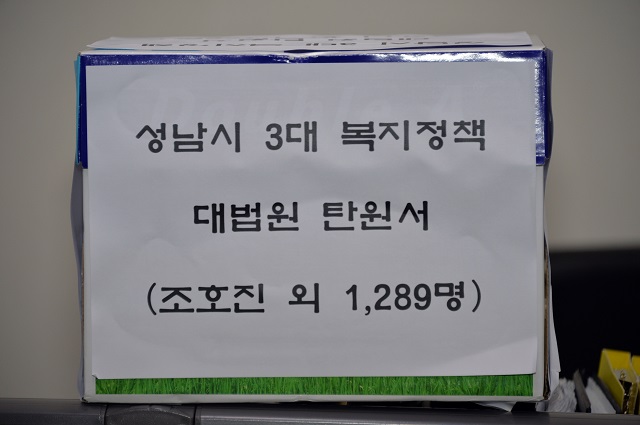 성남시 3대 복지정책
대법원 탄원서
(조호진 외 1,289명)